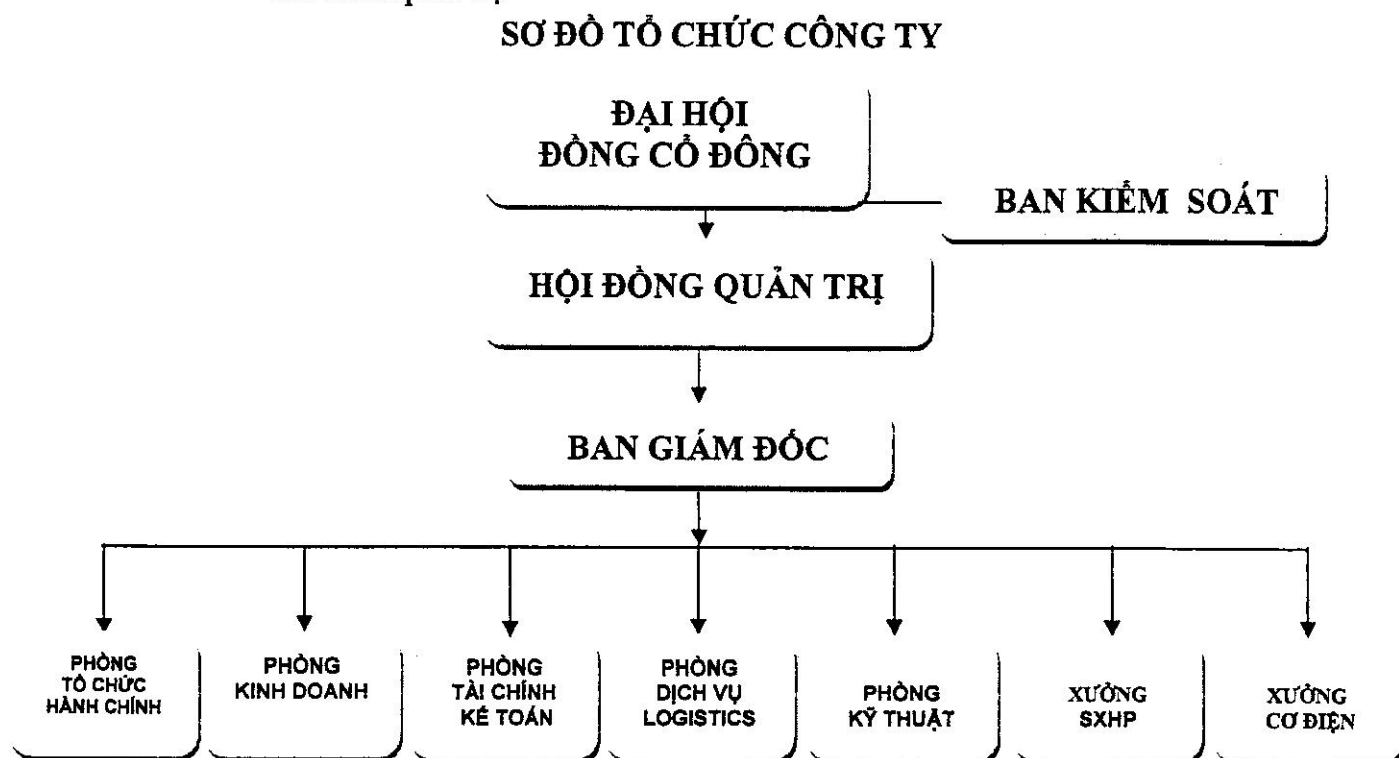 SƠ ĐỒ TỔ CHỨC CÔNG TY
ĐẠI HỘI
ĐỒNG CỔ ĐÔNG
BAN KIỂM SOÁT
HỘI ĐỒNG QUẢN TRỊ
BAN GIÁM ĐỐC
PHÒNG
TỔ CHỨC
HÀNH CHÍNH
PHÒNG
KINH DOANH
PHÒNG
TÀI CHÍNH
KẾ TOÁN
PHÒNG
DỊCH VỤ
LOGISTICS
PHÒNG
KỸ THUẬT
XƯỞNG
SXHP
XƯỞNG
CƠ ĐIỆN